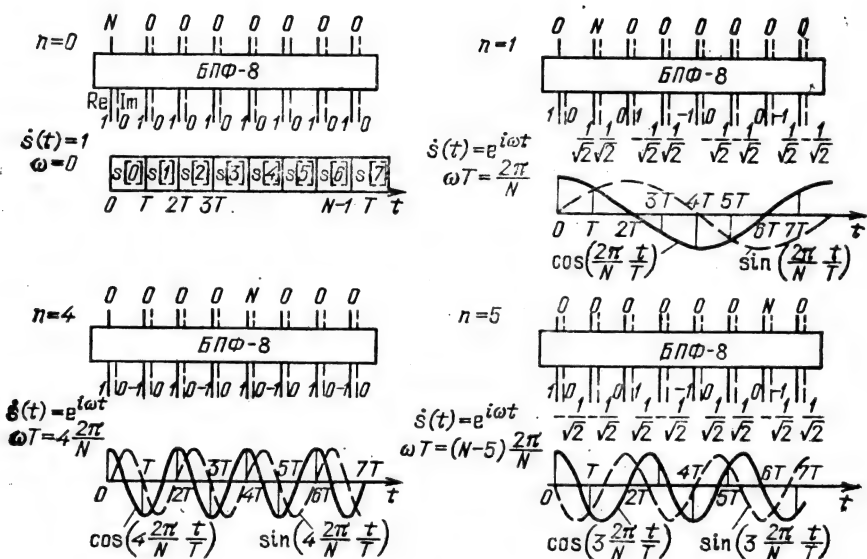 n=0
N 0 0 0 0 0 0 0
БПФ-8
Re Im
1 0 1 0 1 0 1 0 1 0 1 0 1 0 1 0
ṡ(t)=1
ω=0
s[0] s[1] s[2] s[3] s[4] s[5] s[6] s[7]
0 T 2T 3T N-1 T t
n=1
0 N 0 0 0 0 0 0
БПФ-8
1 0 0 1 -1 0 0 -1
1/√2 1/√2 -1/√2 1/√2 -1/√2 -1/√2 1/√2 -1/√2
ṡ(t)=e^{iωt}
ωT=2π/N
0 T 2T 3T 4T 5T 6T 7T t
cos(2π/N t/T) sin(2π/N t/T)
n=4
0 0 0 0 N 0 0 0
БПФ-8
1 0 -1 0 1 0 -1 0 1 0 -1 0 1 0 -1 0
ṡ(t)=e^{iωt}
ωT=4 2π/N
0 T 2T 3T 4T 5T 6T 7T t
cos(4 2π/N t/T) sin(4 2π/N t/T)
n=5
0 0 0 0 0 0 N 0
БПФ-8
1 0 0 1 -1 0 0 -1
-1/√2 -1/√2 1/√2 -1/√2 1/√2 1/√2 -1/√2 1/√2
ṡ(t)=e^{iωt}
ωT=(N-5) 2π/N
0 T 2T 4T 5T 6T 7T t
cos(3 2π/N t/T) sin(3 2π/N t/T)